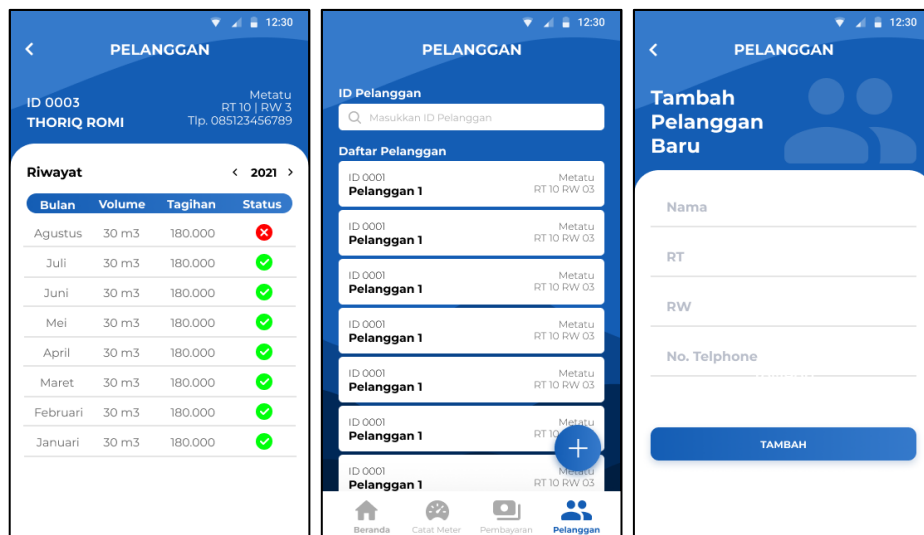 12:30
PELANGGAN
ID 0003
THORIQ ROMI
Metatu
RT 10 | RW 3
Tlp. 085123456789
Riwayat
< 2021 >
Bulan Volume Tagihan Status
Agustus 30 m3 180.000
Juli 30 m3 180.000
Juni 30 m3 180.000
Mei 30 m3 180.000
April 30 m3 180.000
Maret 30 m3 180.000
Februari 30 m3 180.000
Januari 30 m3 180.000
12:30
PELANGGAN
ID Pelanggan
Masukkan ID Pelanggan
Daftar Pelanggan
ID 0001 Metatu
Pelanggan 1 RT 10 RW 03
ID 0001 Metatu
Pelanggan 1 RT 10 RW 03
ID 0001 Metatu
Pelanggan 1 RT 10 RW 03
ID 0001 Metatu
Pelanggan 1 RT 10 RW 03
ID 0001 Metatu
Pelanggan 1 RT 10 RW 03
ID 0001 Metatu
Pelanggan 1 RT 10
ID 0001 Metatu
Pelanggan 1 RT 10 RW 03
Beranda Catat Meter Pembayaran Pelanggan
12:30
PELANGGAN
Tambah
Pelanggan
Baru
Nama
RT
RW
No. Telphone
TAMBAH